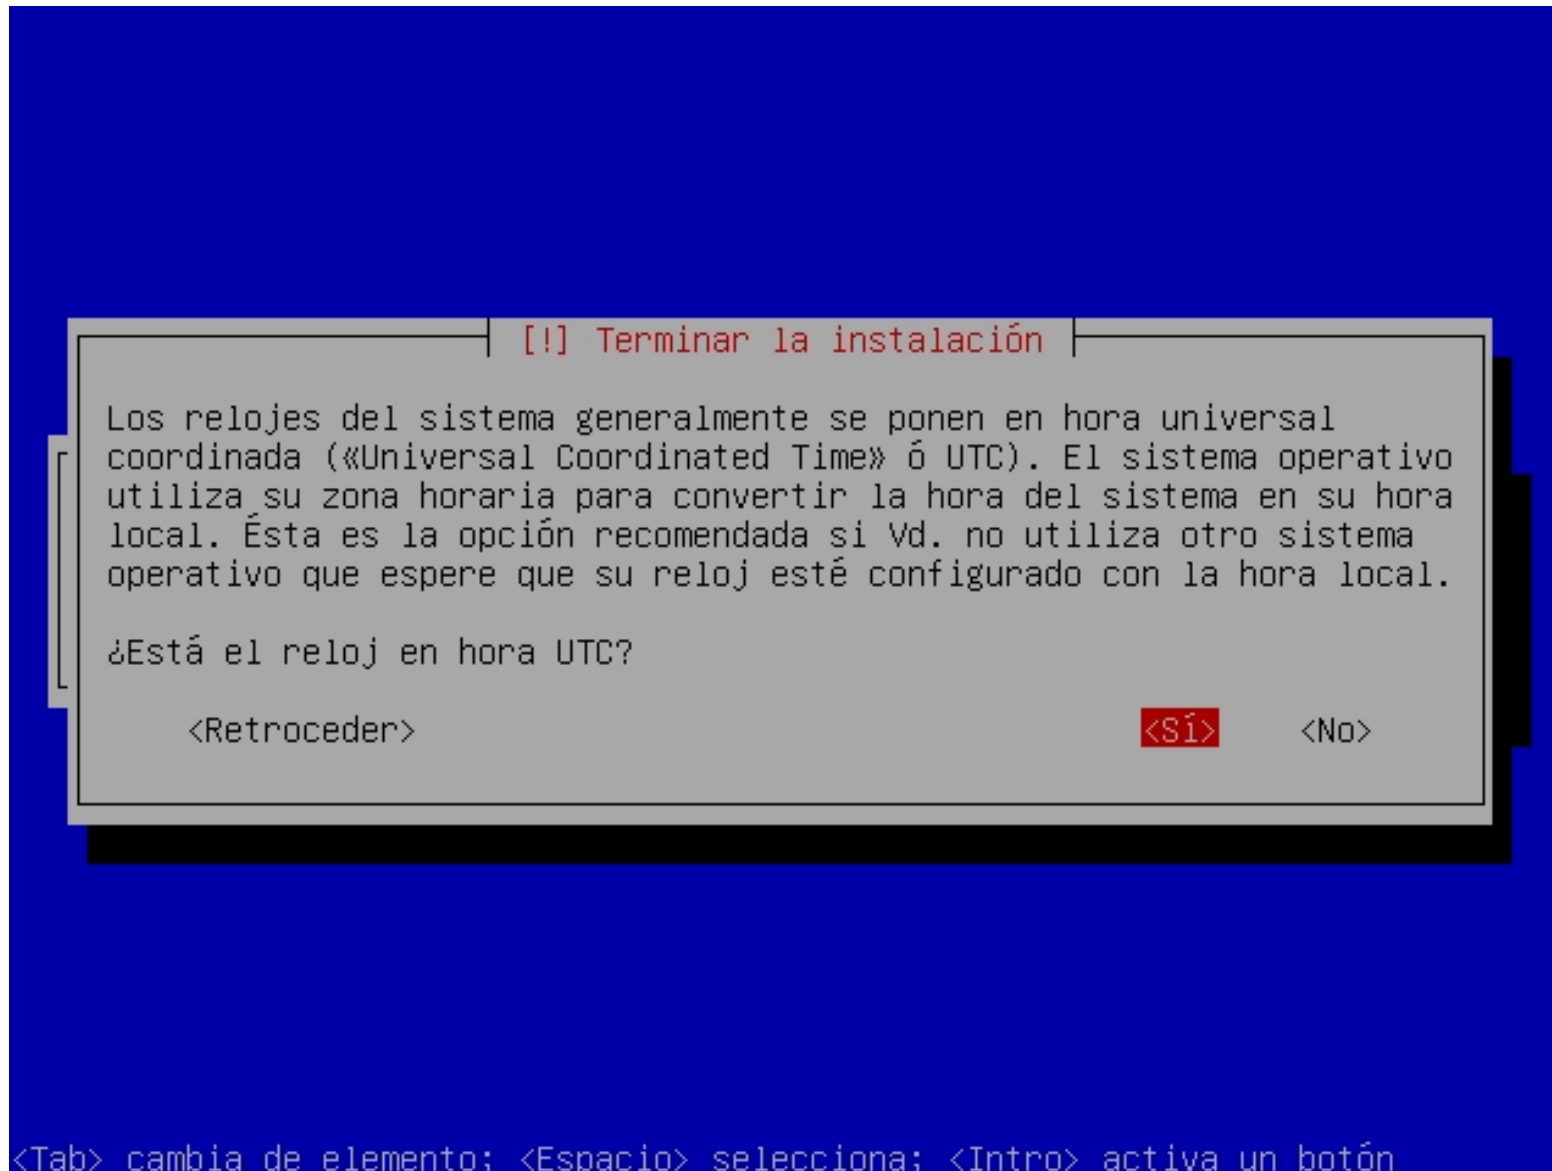 [!] Terminar la instalación
Los relojes del sistema generalmente se ponen en hora universal
coordinada («Universal Coordinated Time» ó UTC). El sistema operativo
utiliza su zona horaria para convertir la hora del sistema en su hora
local. Ésta es la opción recomendada si Vd. no utiliza otro sistema
operativo que espere que su reloj esté configurado con la hora local.
¿Está el reloj en hora UTC?
<Retroceder> <Sí> <No>
<Tab> cambia de elemento; <Espacio> selecciona; <Intro> activa un botón